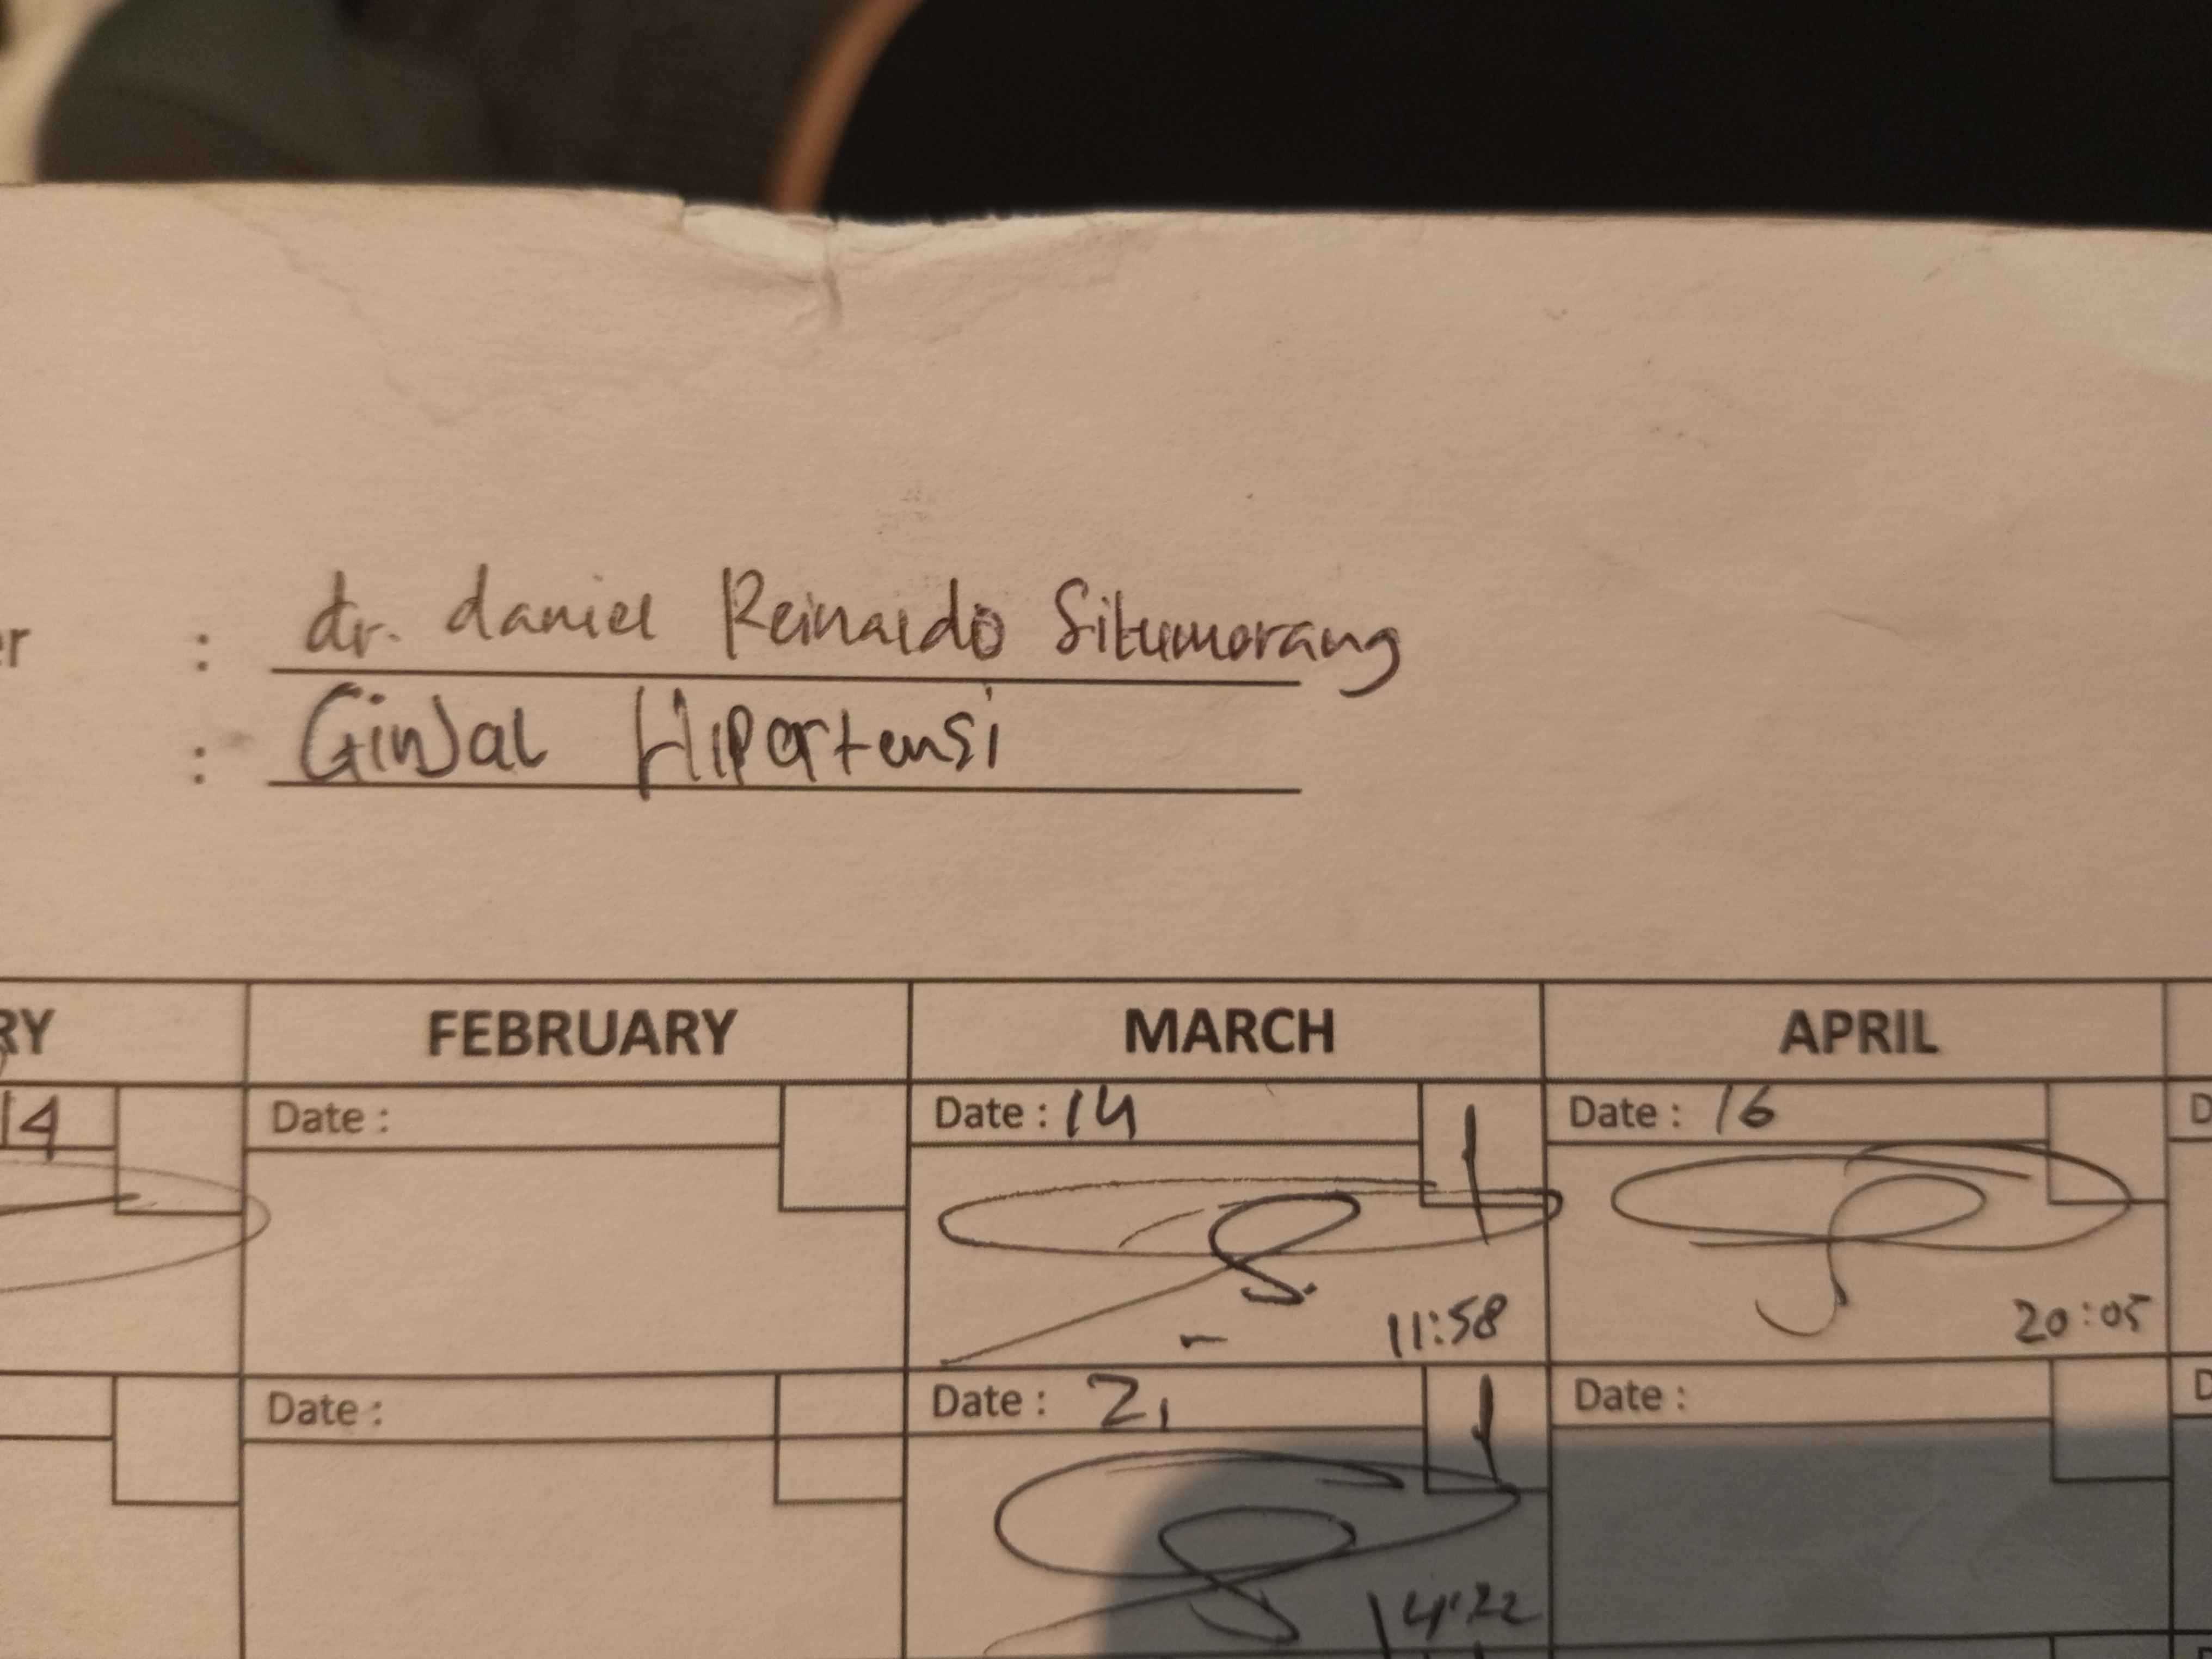 er : dr. daniel Reinaldo Situmorang
: Ginjal Hipertensi
RY FEBRUARY MARCH APRIL
14 Date : Date : 14 Date : 16 D
11:58 20:05
Date : Date : 21 Date : D
14:22